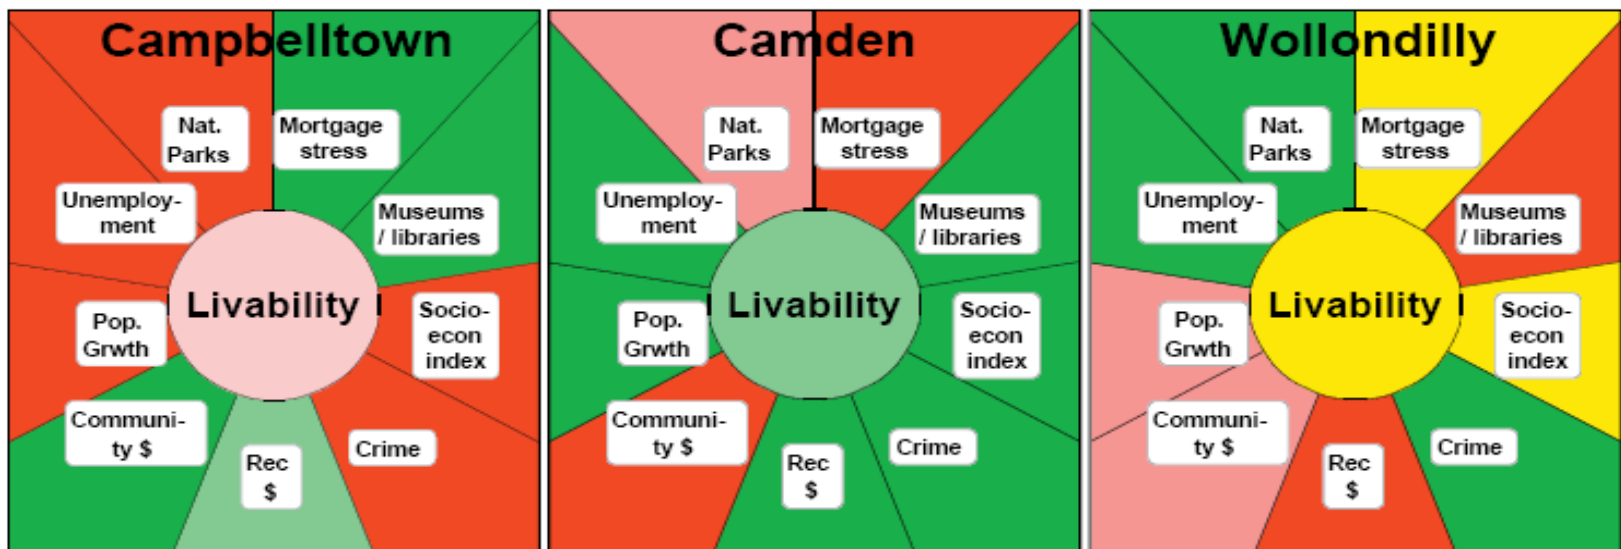 Campbelltown
Nat.
Parks
Mortgage
stress
Unemploy-
ment
Museums
/ libraries
Livability
Pop.
Grwth
Socio-
econ
index
Communi-
ty $
Rec
$
Crime
Camden
Nat.
Parks
Mortgage
stress
Unemploy-
ment
Museums
/ libraries
Livability
Pop.
Grwth
Socio-
econ
index
Communi-
ty $
Rec
$
Crime
Wollondilly
Nat.
Parks
Mortgage
stress
Unemploy-
ment
Museums
/ libraries
Livability
Pop.
Grwth
Socio-
econ
index
Communi-
ty $
Rec
$
Crime